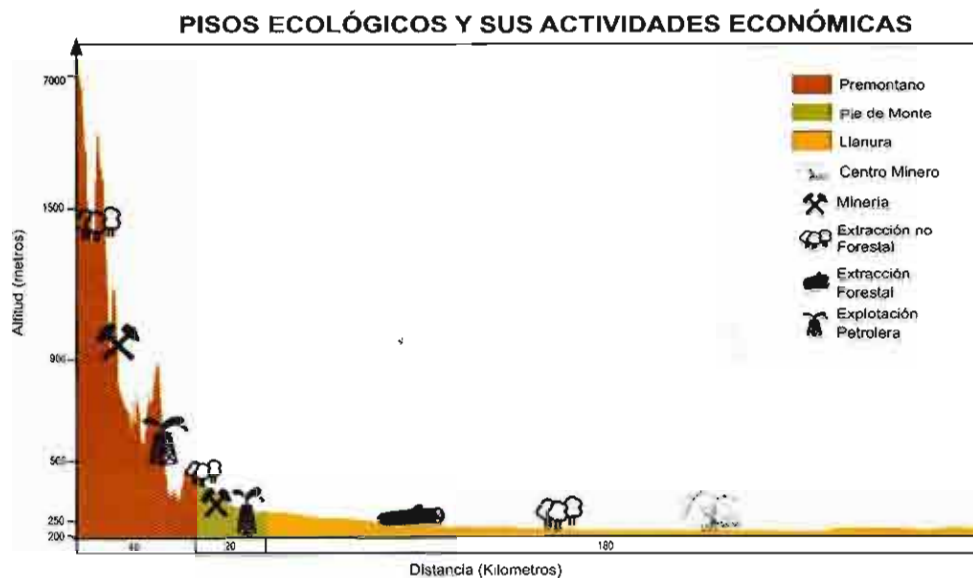 PISOS ECOLÓGICOS Y SUS ACTIVIDADES ECONÓMICAS
7000
1500
900
500
250
200
Altitud (metros)
Premontano
Pie de Monte
Llanura
Centro Minero
Mineria
Extracción no
Forestal
Extracción
Forestal
Explotación
Petrolera
20
180
Distancia (Kilometros)